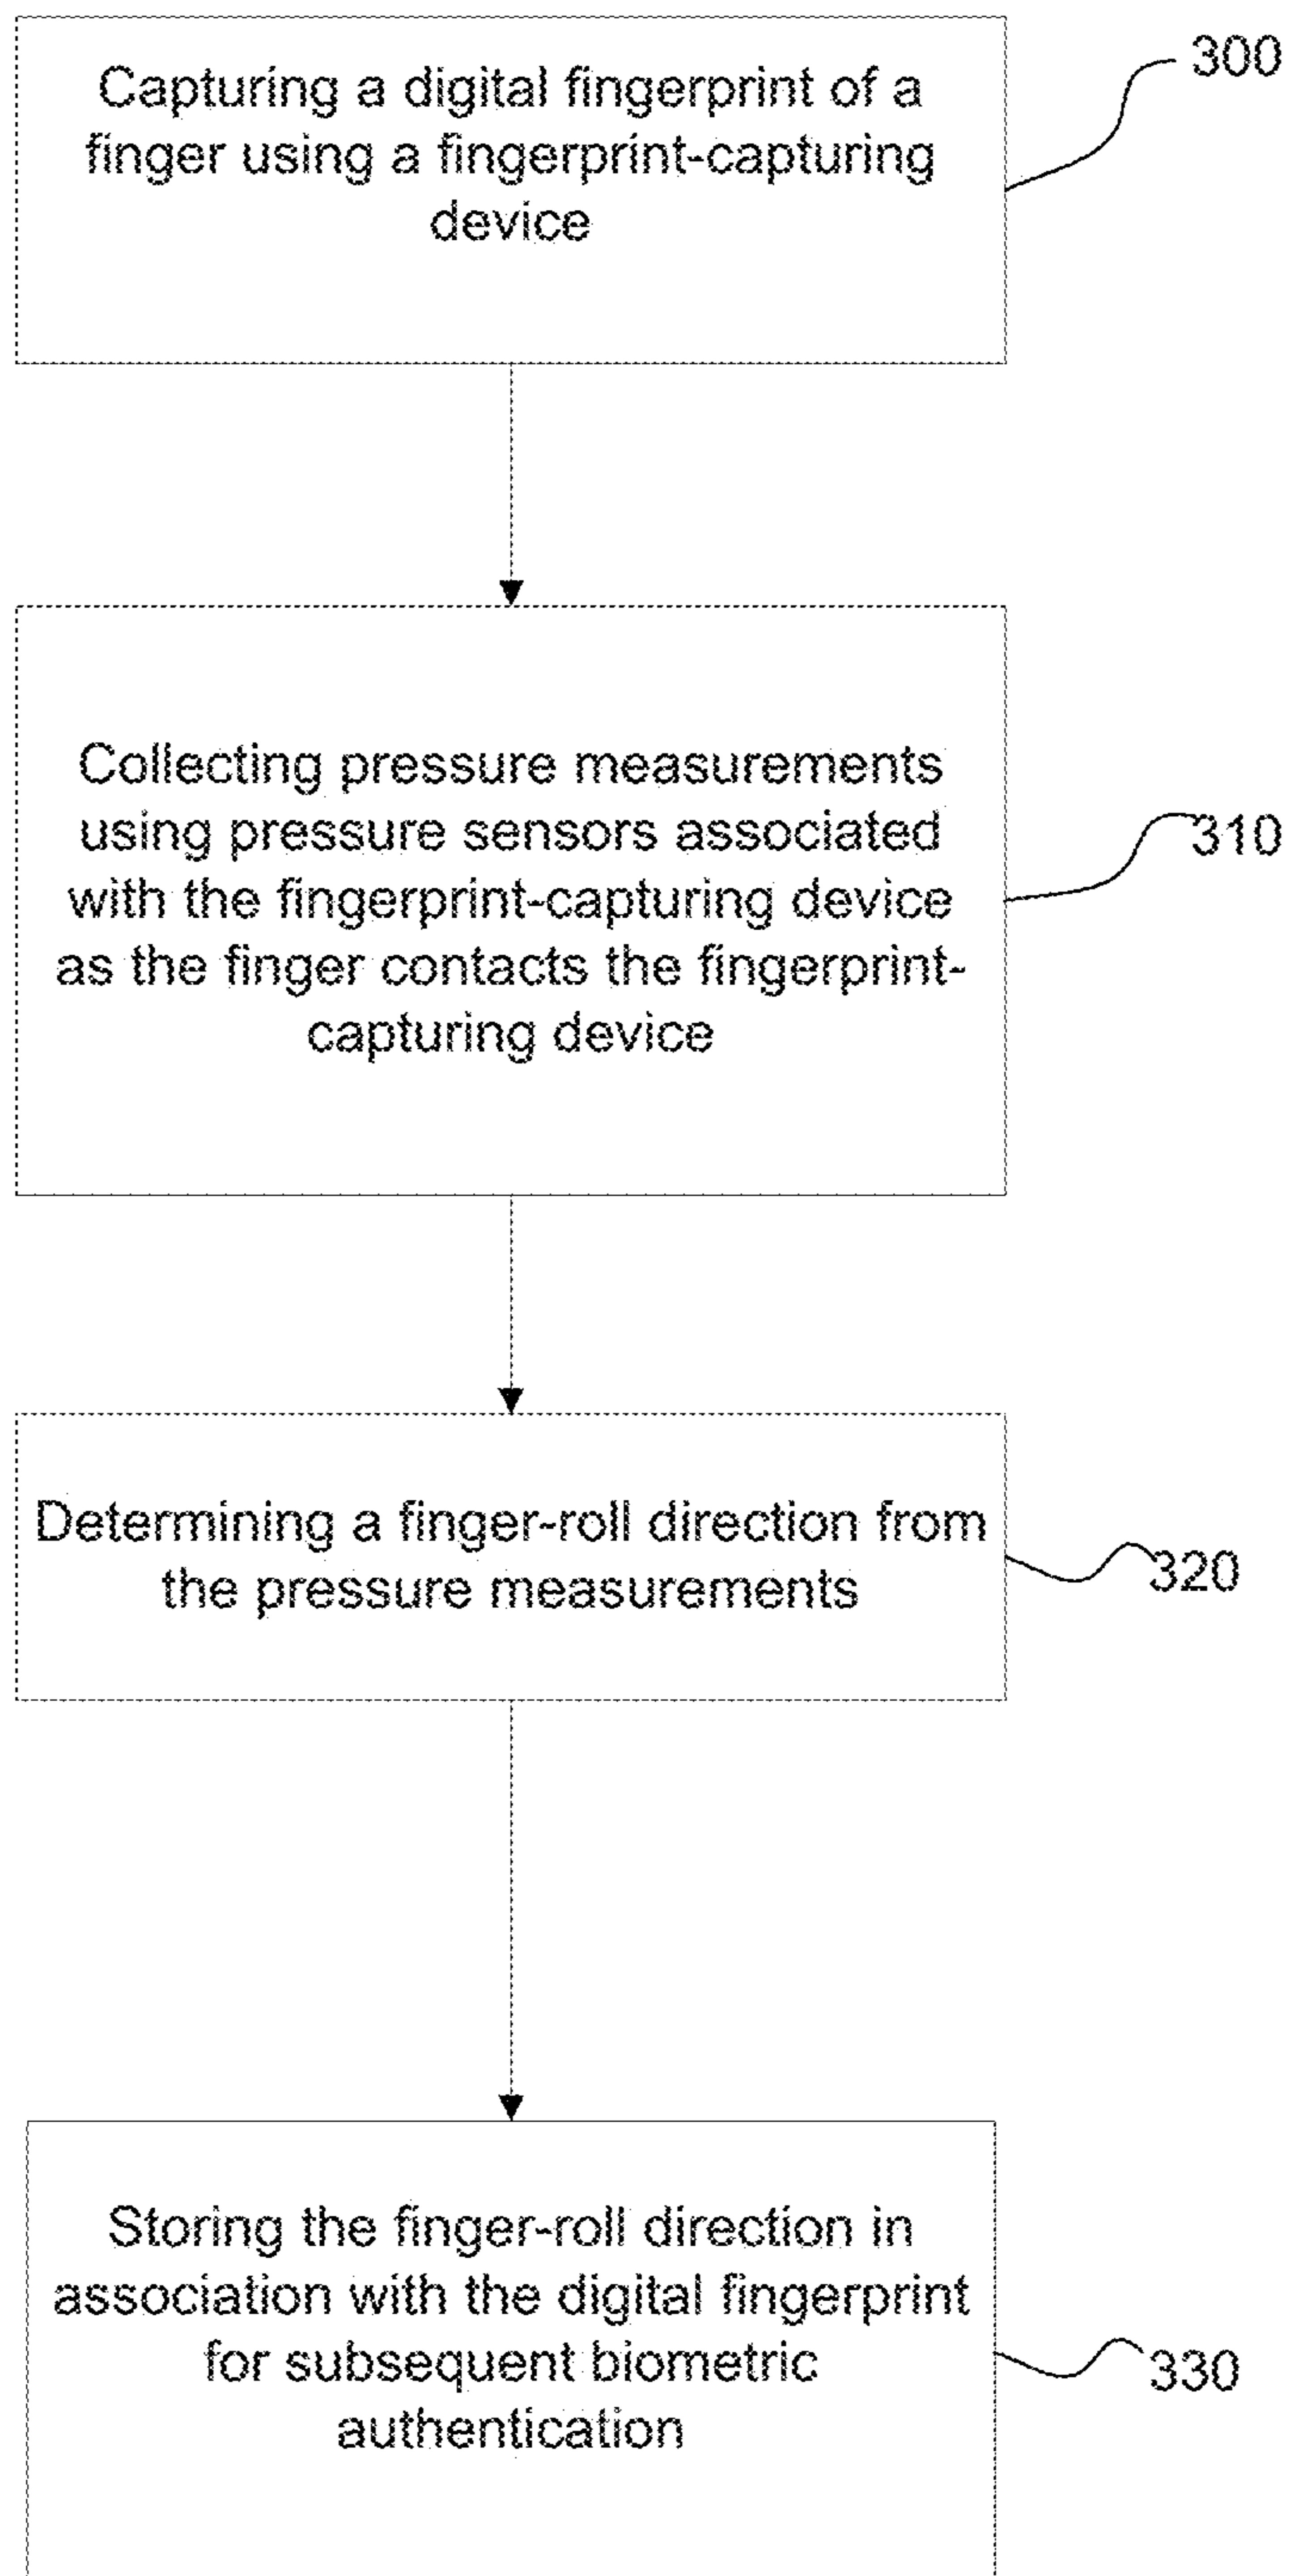 Capturing a digital fingerprint of a
finger using a fingerprint-capturing
device
300
Collecting pressure measurements
using pressure sensors associated
with the fingerprint-capturing device
as the finger contacts the fingerprint-
capturing device
310
Determining a finger-roll direction from
the pressure measurements
320
Storing the finger-roll direction in
association with the digital fingerprint
for subsequent biometric
authentication
330